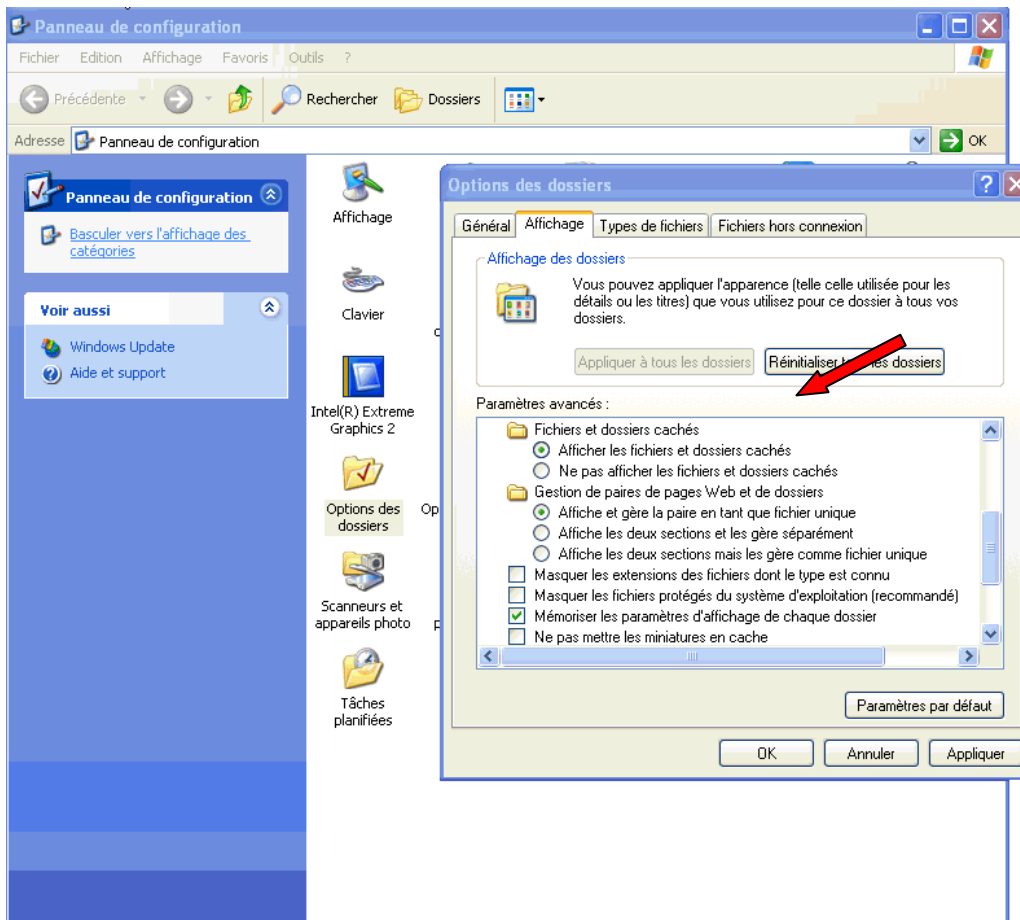 Panneau de configuration
Fichier Edition Affichage Favoris Outils ?
Précédente Rechercher Dossiers
Adresse Panneau de configuration OK
Panneau de configuration
Basculer vers l'affichage des
catégories
Voir aussi
Windows Update
Aide et support
Affichage
Clavier
Intel(R) Extreme
Graphics 2
Options des
dossiers
Scanneurs et
appareils photo
Tâches
planifiées
Op
Options des dossiers
Général Affichage Types de fichiers Fichiers hors connexion
Affichage des dossiers
Vous pouvez appliquer l'apparence (telle celle utilisée pour les
détails ou les titres) que vous utilisez pour ce dossier à tous vos
dossiers.
Appliquer à tous les dossiers Réinitialiser tous les dossiers
Paramètres avancés :
Fichiers et dossiers cachés
Afficher les fichiers et dossiers cachés
Ne pas afficher les fichiers et dossiers cachés
Gestion de paires de pages Web et de dossiers
Affiche et gère la paire en tant que fichier unique
Affiche les deux sections et les gère séparément
Affiche les deux sections mais les gère comme fichier unique
Masquer les extensions des fichiers dont le type est connu
Masquer les fichiers protégés du système d'exploitation (recommandé)
Mémoriser les paramètres d'affichage de chaque dossier
Ne pas mettre les miniatures en cache
Paramètres par défaut
OK Annuler Appliquer